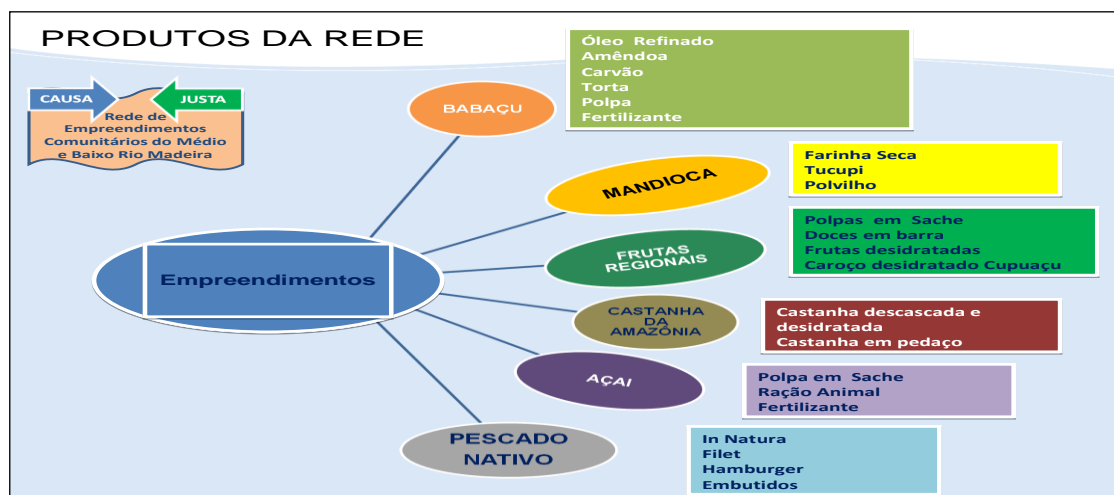 PRODUTOS DA REDE
CAUSA JUSTA
Rede de
Empreendimentos
Comunitários do Médio
e Baixo Rio Madeira
Empreendimentos
BABAÇU
Óleo Refinado
Amêndoa
Carvão
Torta
Polpa
Fertilizante
MANDIOCA
Farinha Seca
Tucupi
Polvilho
FRUTAS
REGIONAIS
Polpas em Sache
Doces em barra
Frutas desidratadas
Caroço desidratado Cupuaçu
CASTANHA
DA
AMAZÔNIA
Castanha descascada e
desidratada
Castanha em pedaço
AÇAI
Polpa em Sache
Ração Animal
Fertilizante
PESCADO
NATIVO
In Natura
Filet
Hamburger
Embutidos